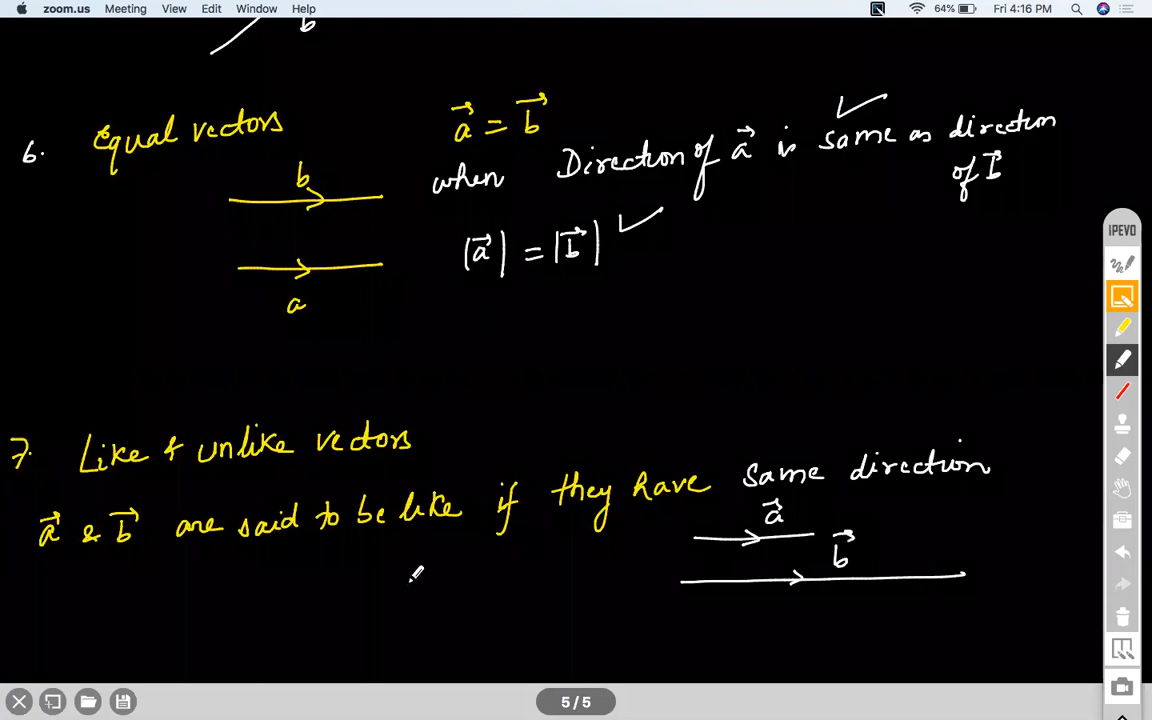 zoom.us Meeting View Edit Window Help 64% Fri 4:16 PM
b
6. Equal vectors
b
a
a⃗ = b⃗
when Direction of a⃗ is same as direction
of b⃗
|a⃗| = |b⃗|
7. Like & unlike vectors
a⃗ & b⃗ are said to be like if they have same direction
a⃗
b⃗
IPEVO
5/5